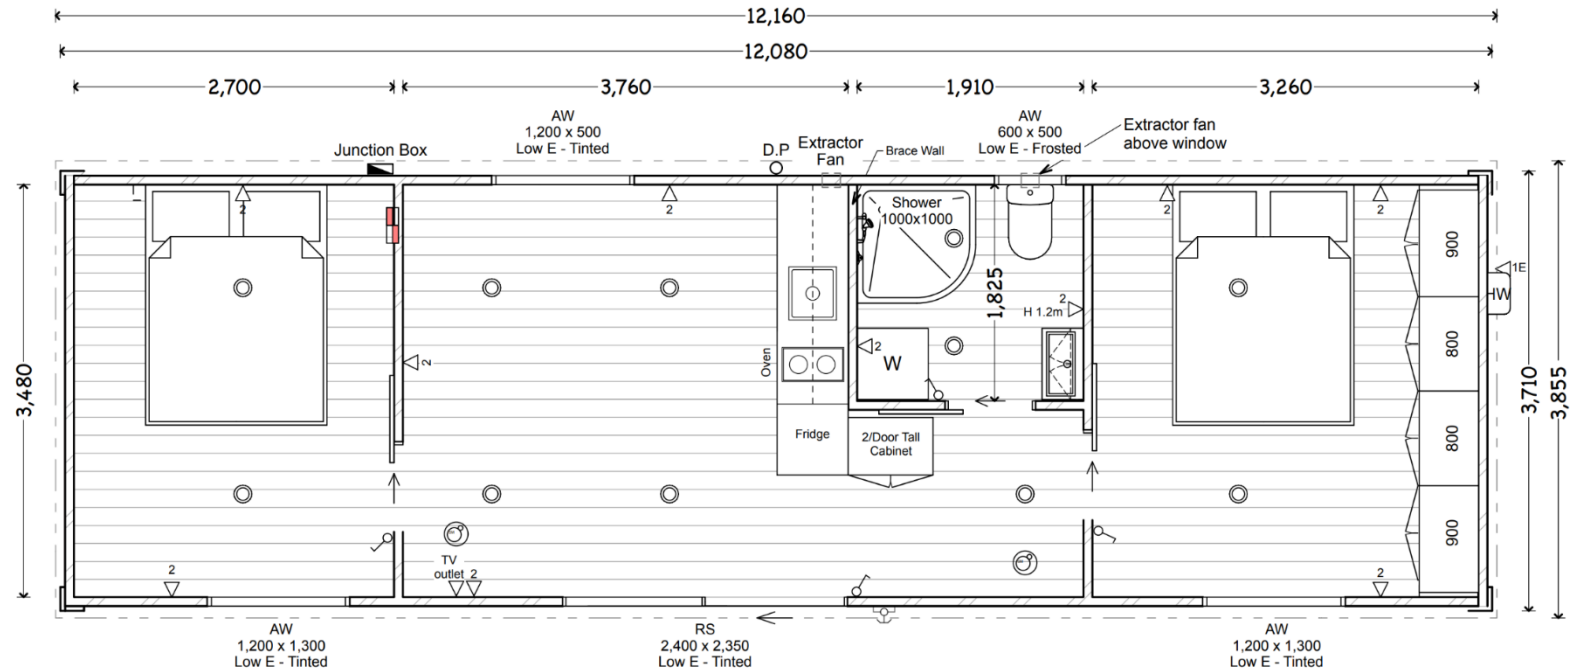 12,160
12,080
2,700
3,760
1,910
3,260
AW
1,200 x 500
Low E - Tinted
AW
600 x 500
Low E - Frosted
Extractor fan
above window
Junction Box
D.P
Extractor
Fan
Brace Wall
2
2
2
2
Shower
1000x1000
1,825
900
1E
HW
2
H 1.2m
800
2
Oven
2
W
3,480
3,710
3,855
Fridge
2/Door Tall
Cabinet
800
900
TV
outlet
2
2
2
AW
1,200 x 1,300
Low E - Tinted
RS
2,400 x 2,350
Low E - Tinted
AW
1,200 x 1,300
Low E - Tinted